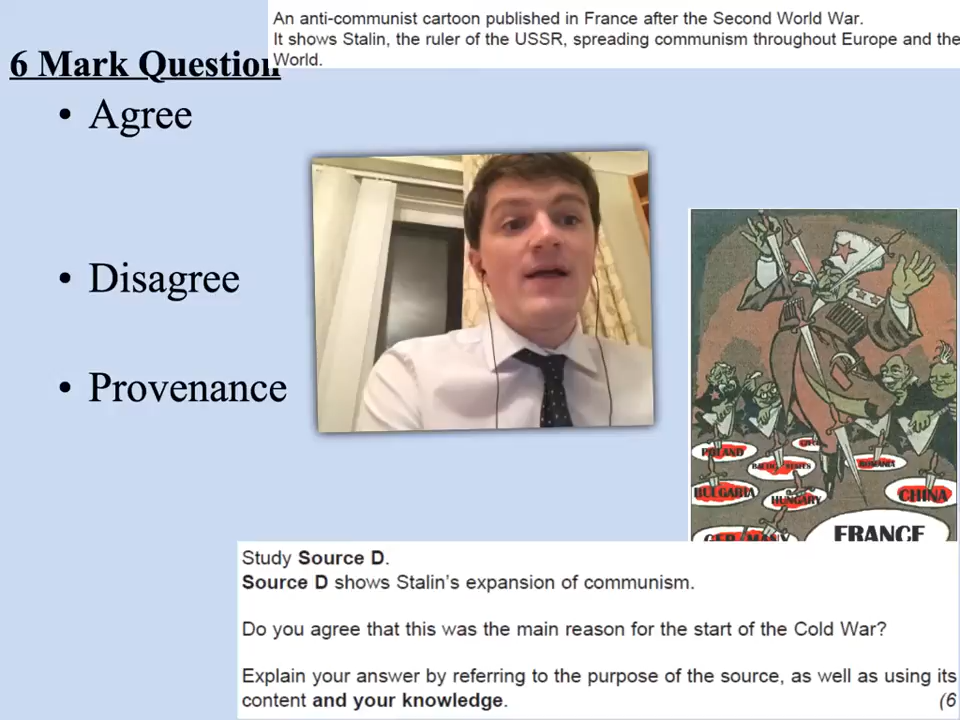 An anti-communist cartoon published in France after the Second World War.
It shows Stalin, the ruler of the USSR, spreading communism throughout Europe and the
World.
6 Mark Question
• Agree
• Disagree
• Provenance
POLAND
BALTIC STATES
ROMANIA
BULGARIA
HUNGARY
CHINA
GERMANY
FRANCE
Study Source D.
Source D shows Stalin's expansion of communism.
Do you agree that this was the main reason for the start of the Cold War?
Explain your answer by referring to the purpose of the source, as well as using its
content and your knowledge. (6